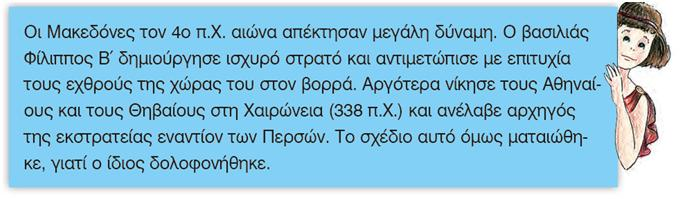 Οι Μακεδόνες τον 4ο π.Χ. αιώνα απέκτησαν μεγάλη δύναμη. Ο βασιλιάς
Φίλιππος Β΄ δημιούργησε ισχυρό στρατό και αντιμετώπισε με επιτυχία
τους εχθρούς της χώρας του στον βορρά. Αργότερα νίκησε τους Αθηναί-
ους και τους Θηβαίους στη Χαιρώνεια (338 π.Χ.) και ανέλαβε αρχηγός
της εκστρατείας εναντίον των Περσών. Το σχέδιο αυτό όμως ματαιώθη-
κε, γιατί ο ίδιος δολοφονήθηκε.